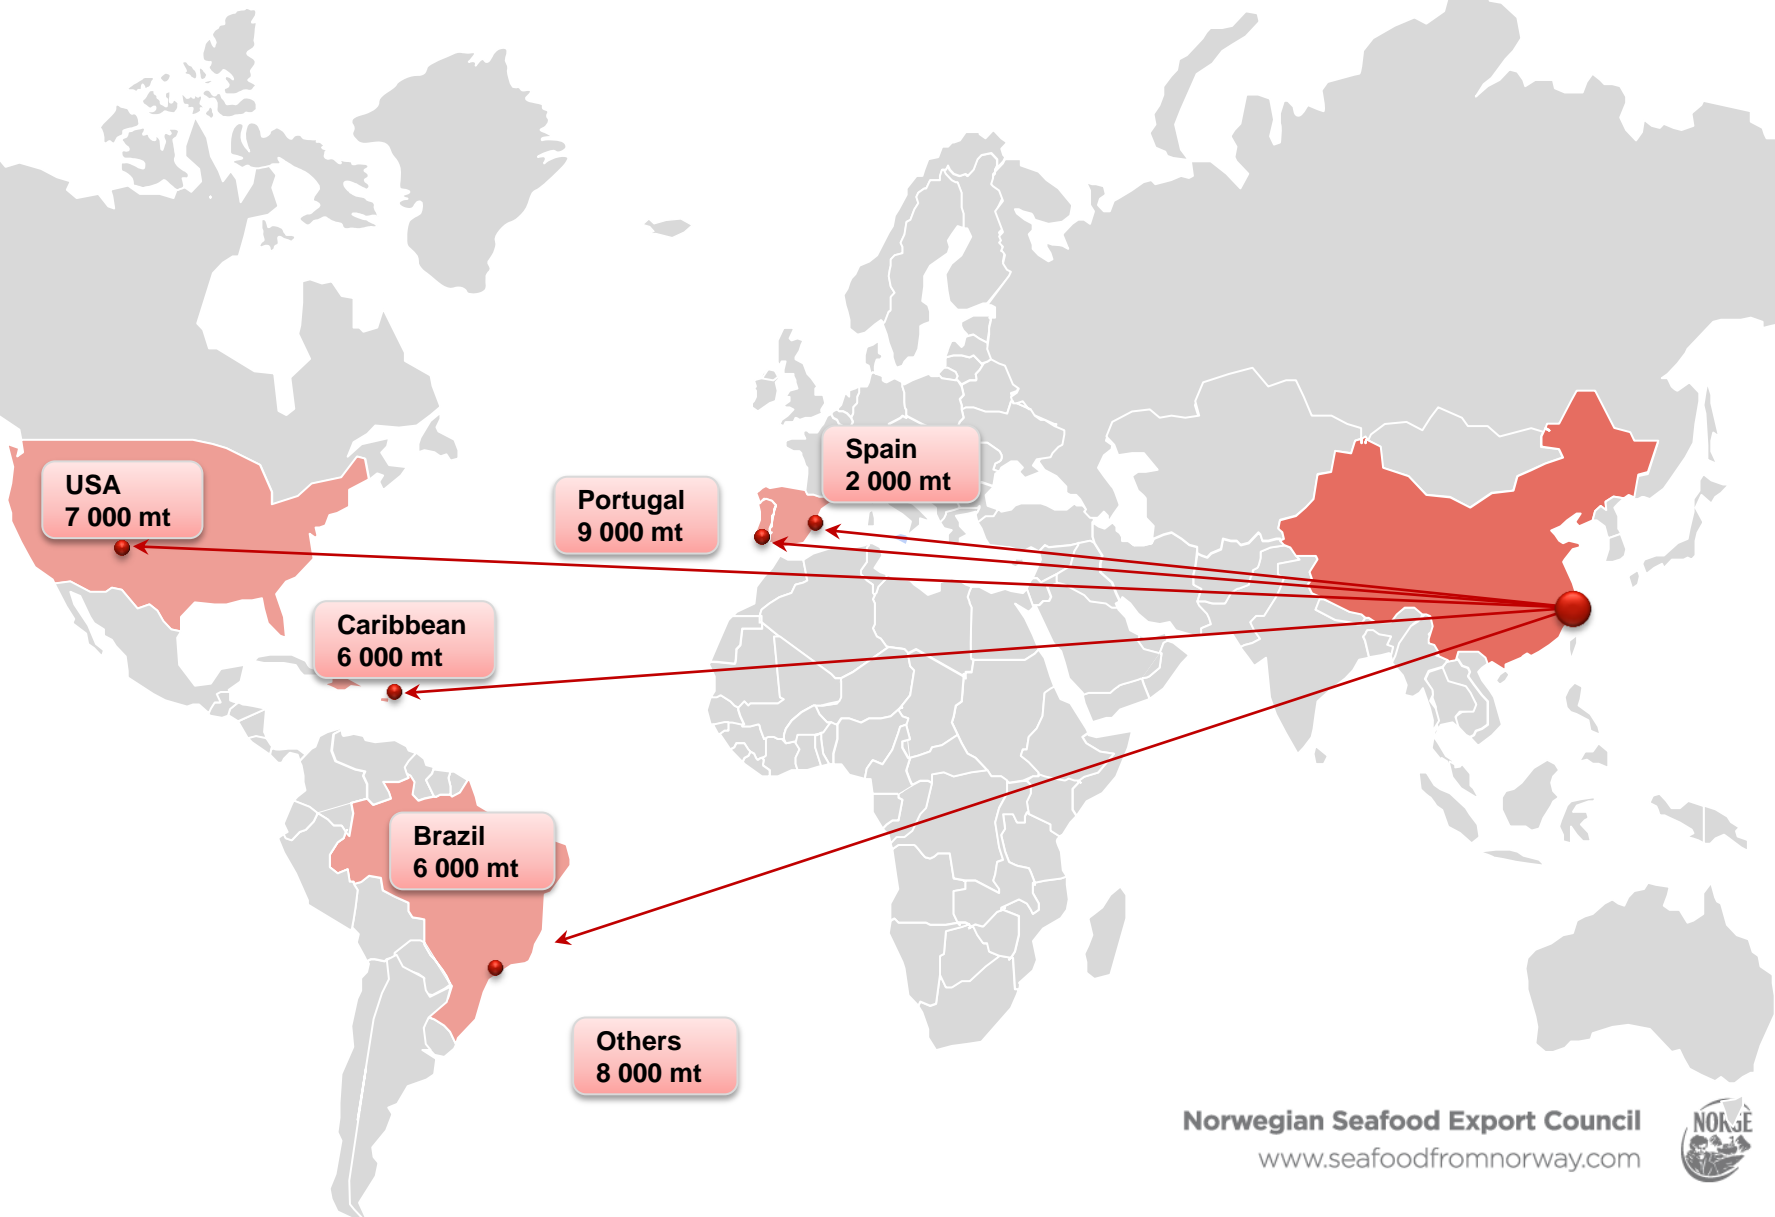 Spain
2 000 mt
USA
7 000 mt
Portugal
9 000 mt
Caribbean
6 000 mt
Brazil
6 000 mt
Others
8 000 mt
Norwegian Seafood Export Council
www.seafoodfromnorway.com
NORGE